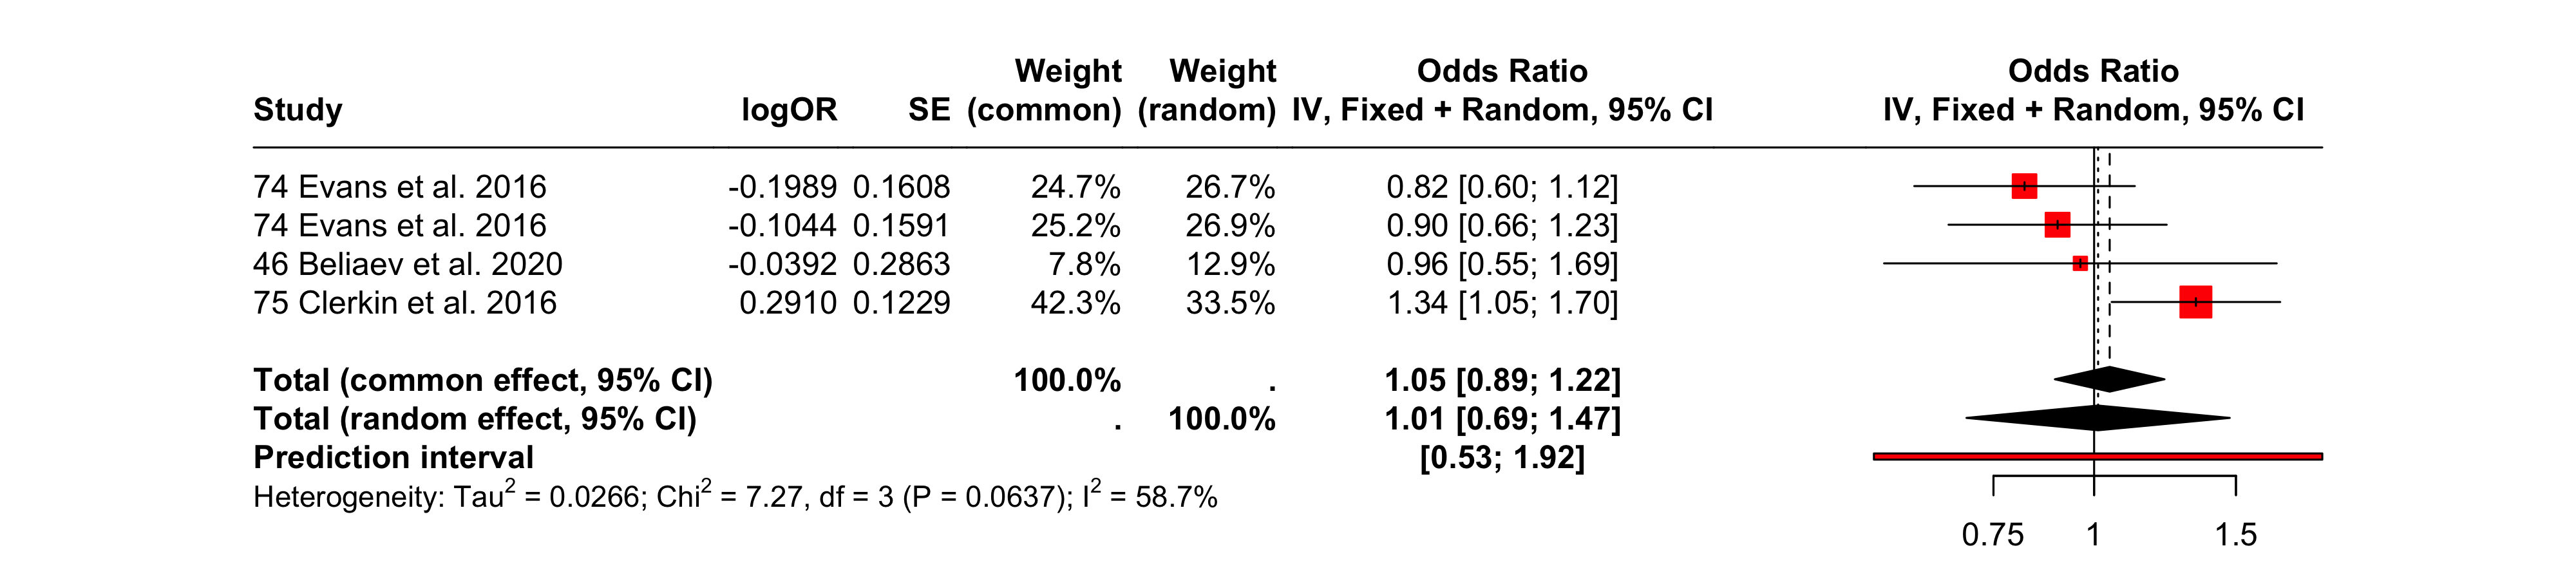 Weight Weight Odds Ratio Odds Ratio
Study logOR SE (common) (random) IV, Fixed + Random, 95% CI IV, Fixed + Random, 95% CI
74 Evans et al. 2016 -0.1989 0.1608 24.7% 26.7% 0.82 [0.60; 1.12]
74 Evans et al. 2016 -0.1044 0.1591 25.2% 26.9% 0.90 [0.66; 1.23]
46 Beliaev et al. 2020 -0.0392 0.2863 7.8% 12.9% 0.96 [0.55; 1.69]
75 Clerkin et al. 2016 0.2910 0.1229 42.3% 33.5% 1.34 [1.05; 1.70]
Total (common effect, 95% CI) 100.0% . 1.05 [0.89; 1.22]
Total (random effect, 95% CI) . 100.0% 1.01 [0.69; 1.47]
Prediction interval [0.53; 1.92]
Heterogeneity: Tau² = 0.0266; Chi² = 7.27, df = 3 (P = 0.0637); I² = 58.7%
0.75 1 1.5